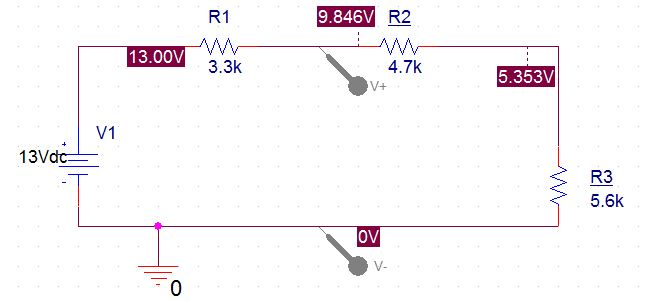 R1
9.846V
R2
13.00V
3.3k
4.7k
V+
5.353V
V1
13Vdc
+
-
R3
5.6k
0V
V-
0